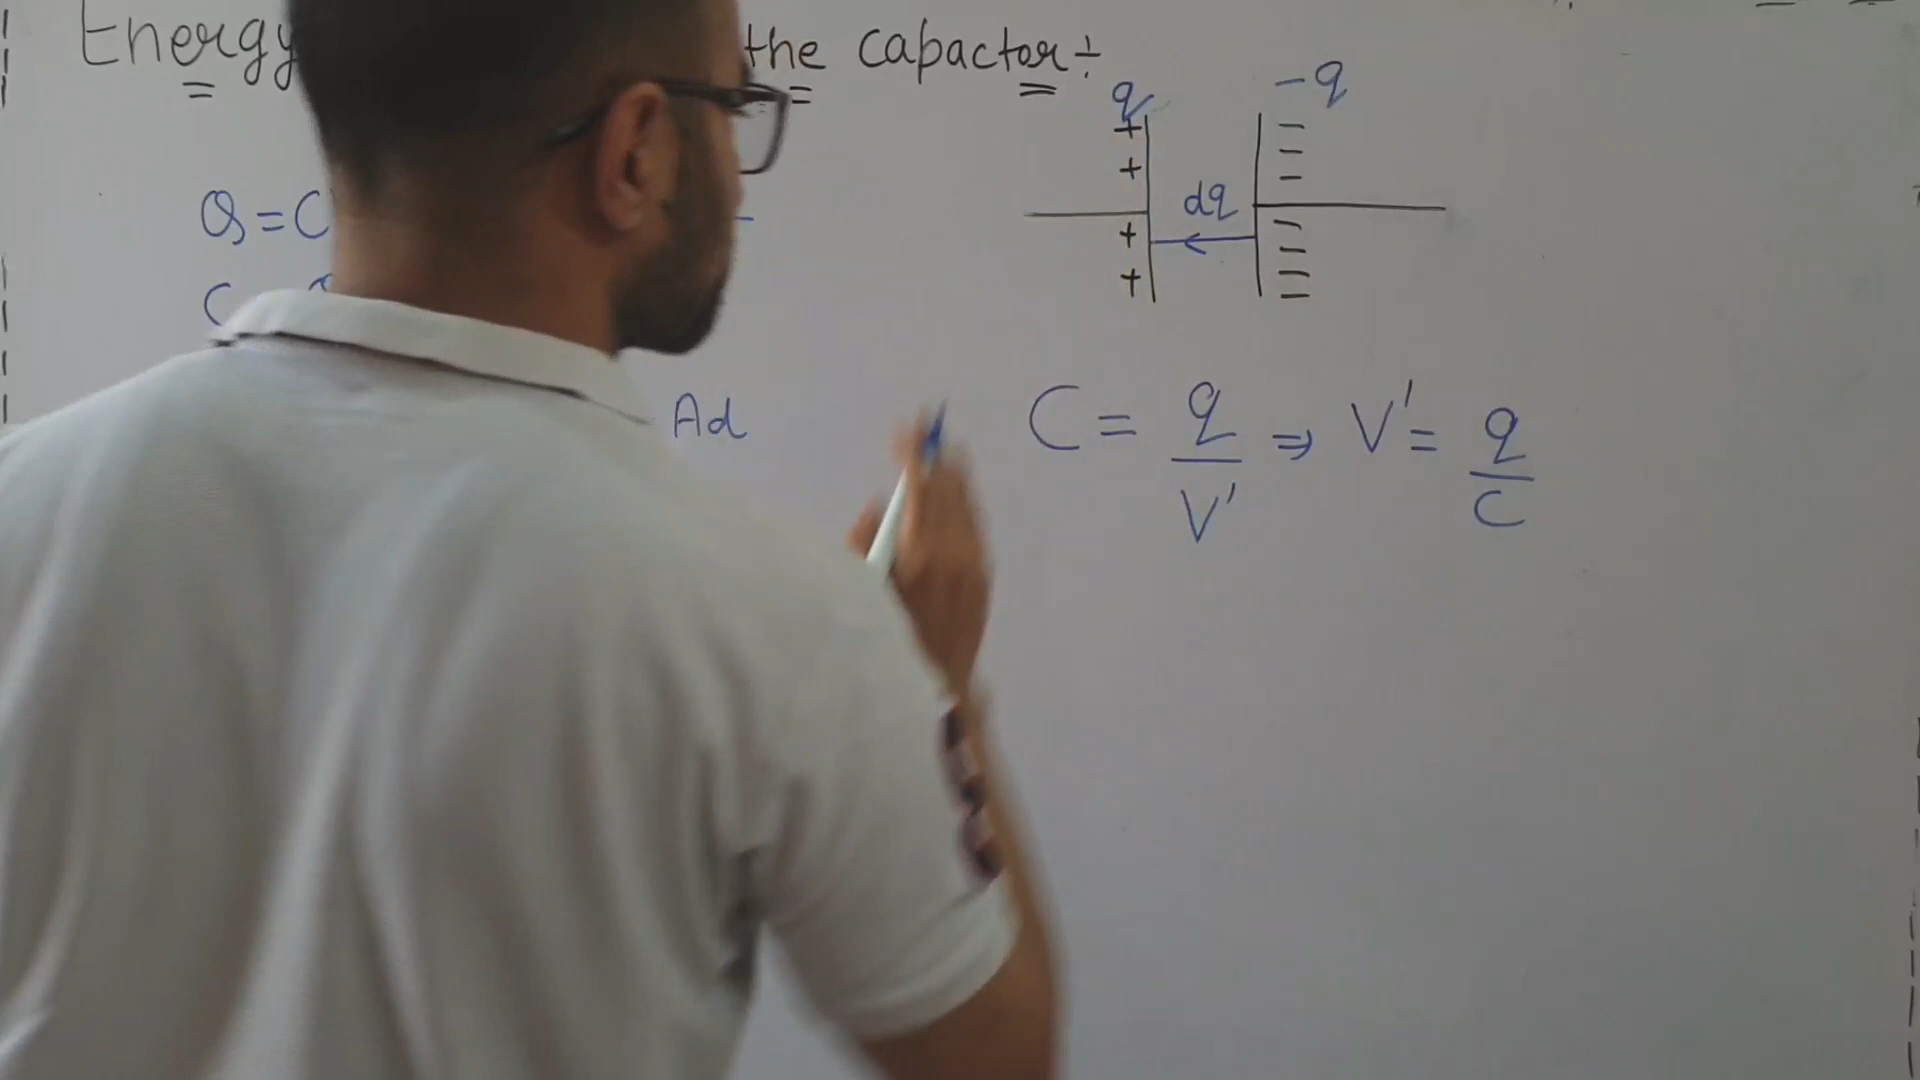 Energy the capactor ÷
q -q
+ −
+ −
−
dq
+ −
+ −
−
−
Q = C
C
Ad
C = q/V' ⇒ V' = q/C